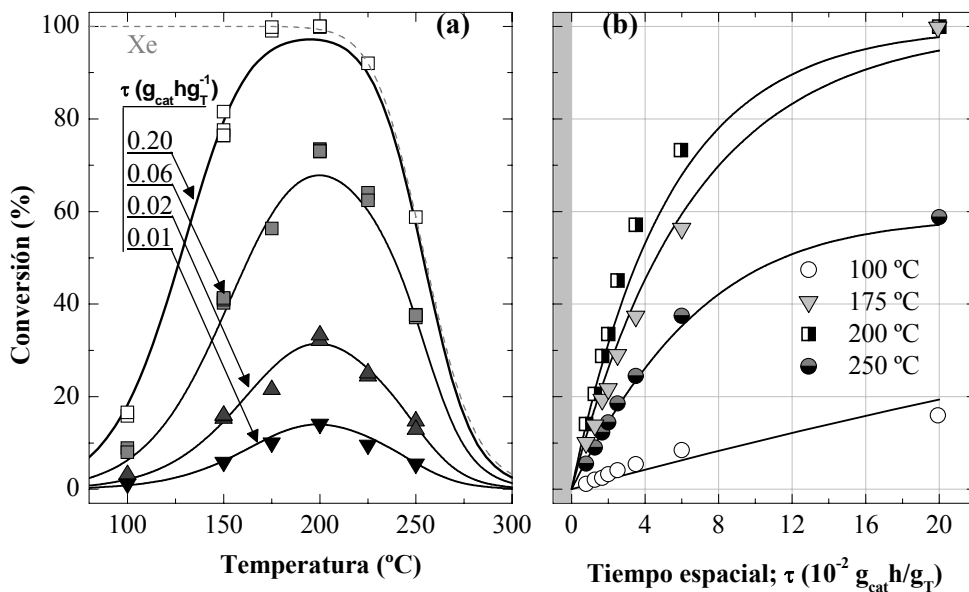 (a)
(b)
Xe
τ (g_cat hg_T^-1)
0.20
0.06
0.02
0.01
Conversión (%)
100
80
60
40
20
0
100 150 200 250 300
Temperatura (ºC)
100 ºC
175 ºC
200 ºC
250 ºC
0 4 8 12 16 20
Tiempo espacial; τ (10^-2 g_cat h/g_T)